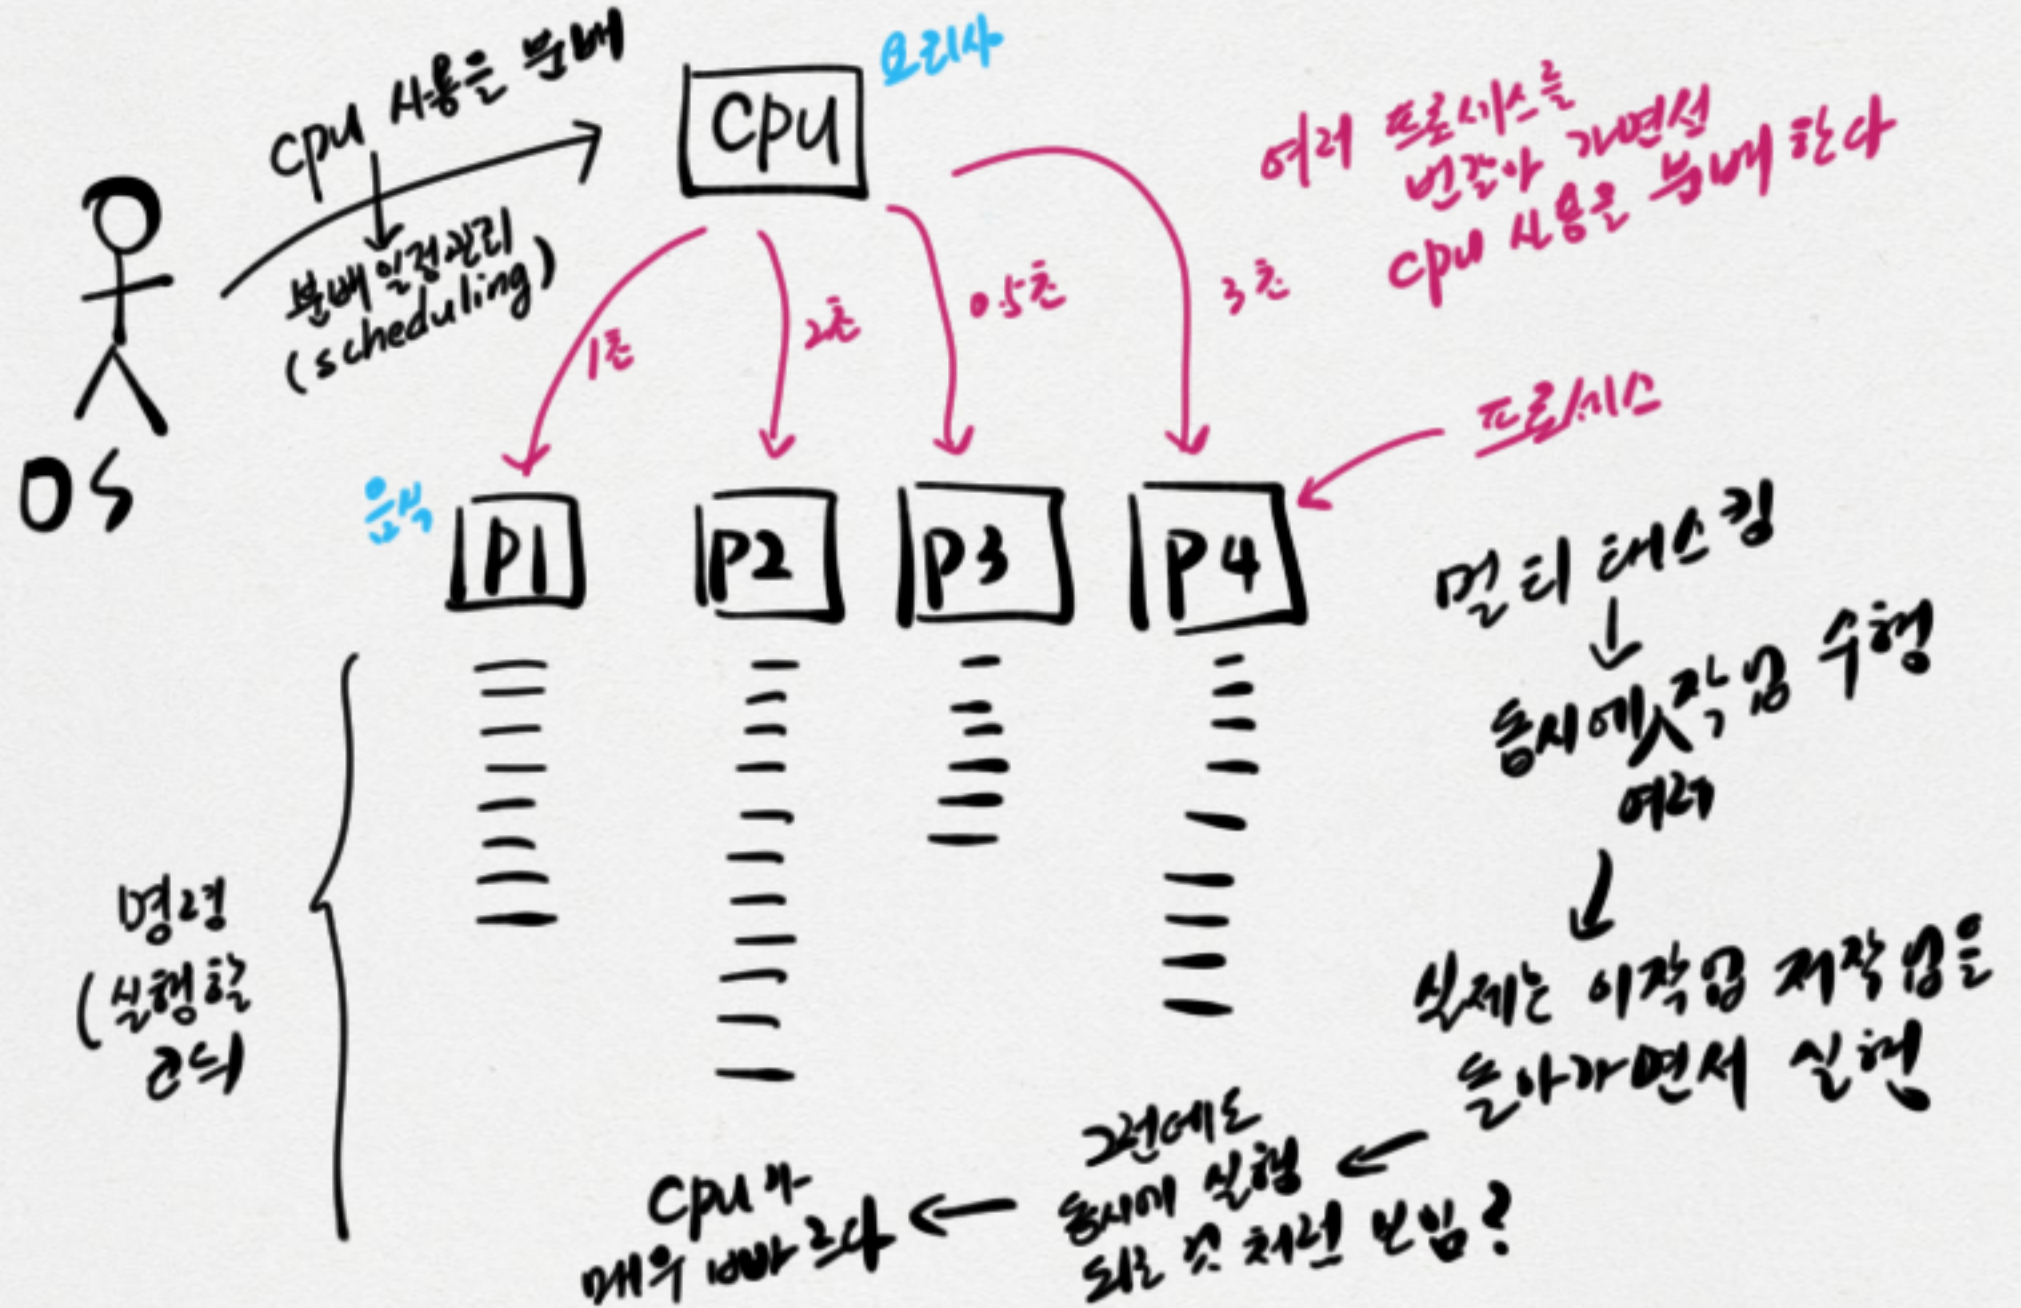 cpu 사용을 분배
분배일정관리
(scheduling)
OS
cpu
요리사
여러 프로세스를
번갈아 가면서
cpu 사용을 분배 한다
1초
2초
0.5초
3초
프로세스
음식
P1
P2
P3
P4
명령
(실행할
코드)
멀티 태스킹
동시에 작업 수행
여러
실제는 이작업 저작업을
돌아가면서 실행
그런데도
동시에 실행
되는 것 처럼 보임?
cpu가
매우 빠르다